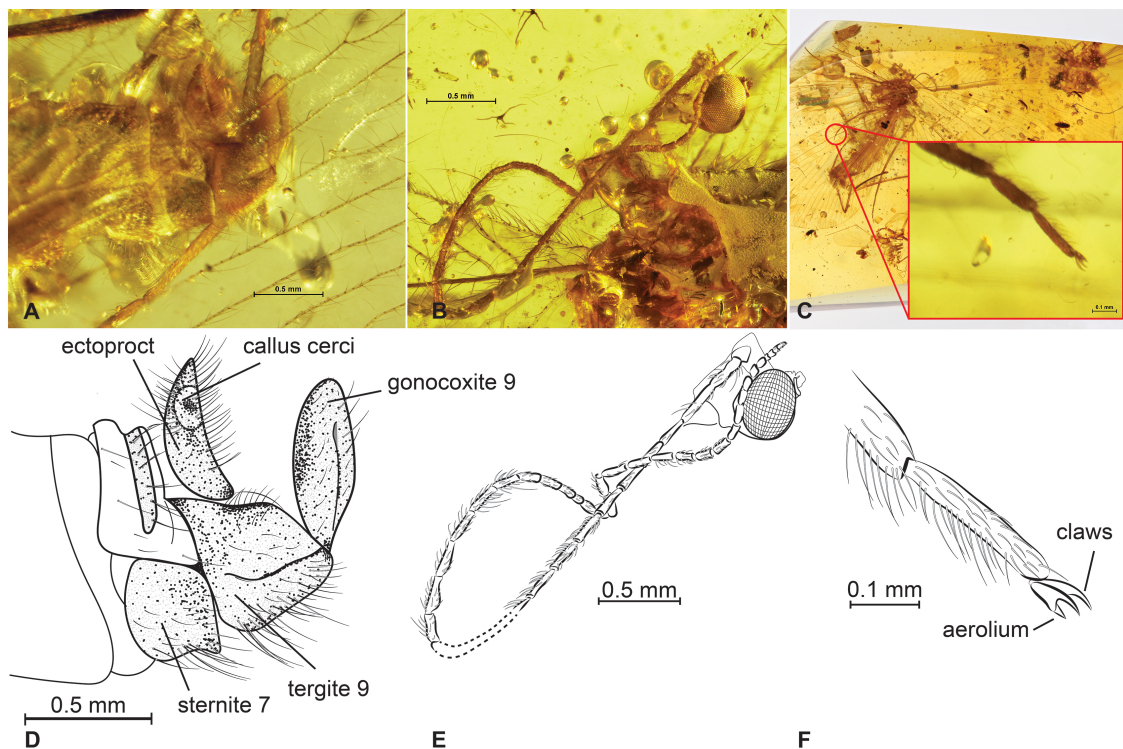 0.5 mm
A
0.5 mm
B
C
0.1 mm
ectoproct
callus cerci
gonocoxite 9
sternite 7
tergite 9
0.5 mm
D
0.5 mm
E
0.1 mm
claws
aerolium
F